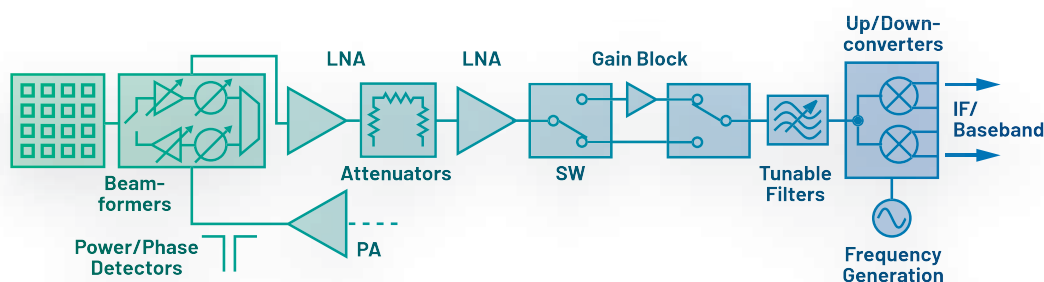 Up/Down-
converters
LNA
LNA
Gain Block
IF/
Baseband
Beam-
formers
Attenuators
SW
Tunable
Filters
Power/Phase
Detectors
PA
Frequency
Generation